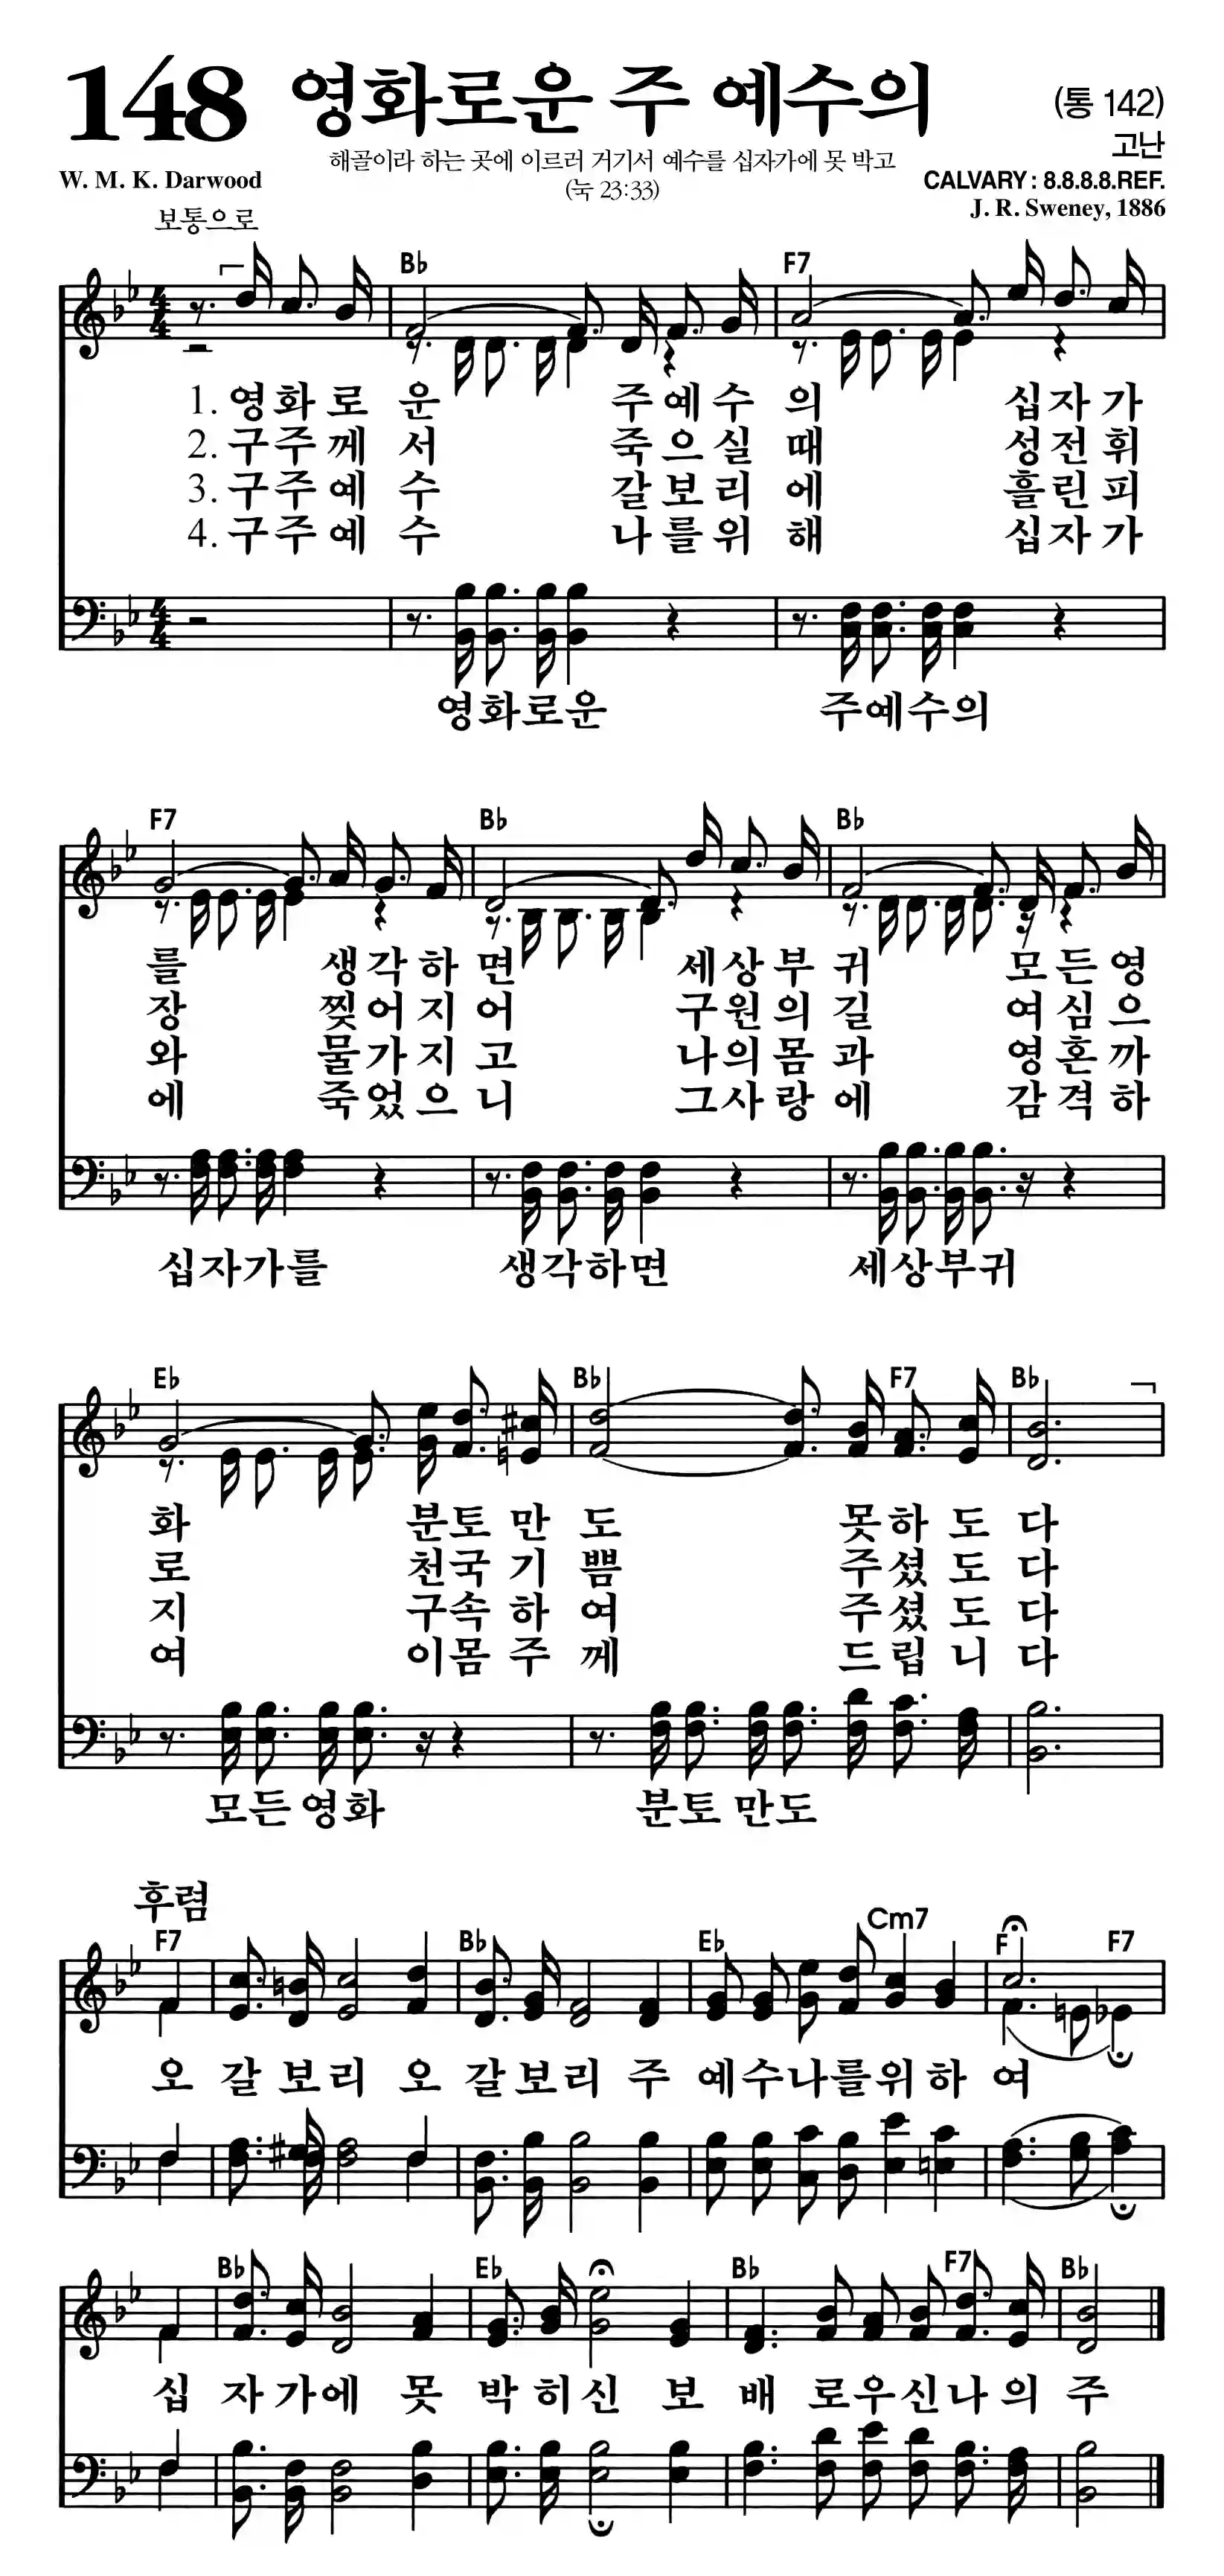 148 영화로운 주 예수의 (통 142)
고난
해골이라 하는 곳에 이르러 거기서 예수를 십자가에 못 박고
(눅 23:33)
W. M. K. Darwood
CALVARY : 8.8.8.8.REF.
J. R. Sweney, 1886
보통으로
B♭ F7
1. 영화로 운 주예수 의 십자가
2. 구주께 서 죽으실 때 성전휘
3. 구주예 수 갈보리 에 흘린피
4. 구주예 수 나를위 해 십자가
영화로운 주예수의
F7 B♭ B♭
를 생각하 면 세상부 귀 모든영
장 찢어지 어 구원의 길 여심으
와 물가지 고 나의몸 과 영혼까
에 죽었으 니 그사랑 에 감격하
십자가를 생각하면 세상부귀
E♭ B♭ F7 B♭
화 분토만 도 못하도 다
로 천국기 쁨 주셨도 다
지 구속하 여 주셨도 다
여 이몸주 께 드립니 다
모든영화 분토만도
후렴
F7 B♭ E♭ Cm7 F F7
오 갈보리 오 갈보리 주 예수나를위하 여
B♭ E♭ B♭ F7 B♭
십 자가에 못 박히신 보 배 로우신나의 주